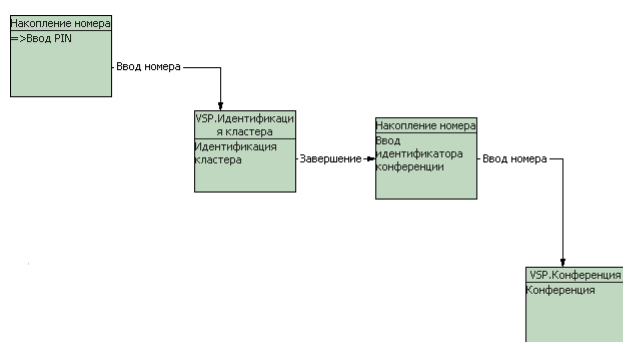 Накопление номера
=>Ввод PIN
Ввод номера
VSP.Идентификаци
я кластера
Идентификация
кластера
Завершение
Накопление номера
Ввод
идентификатора
конференции
Ввод номера
VSP.Конференция
Конференция